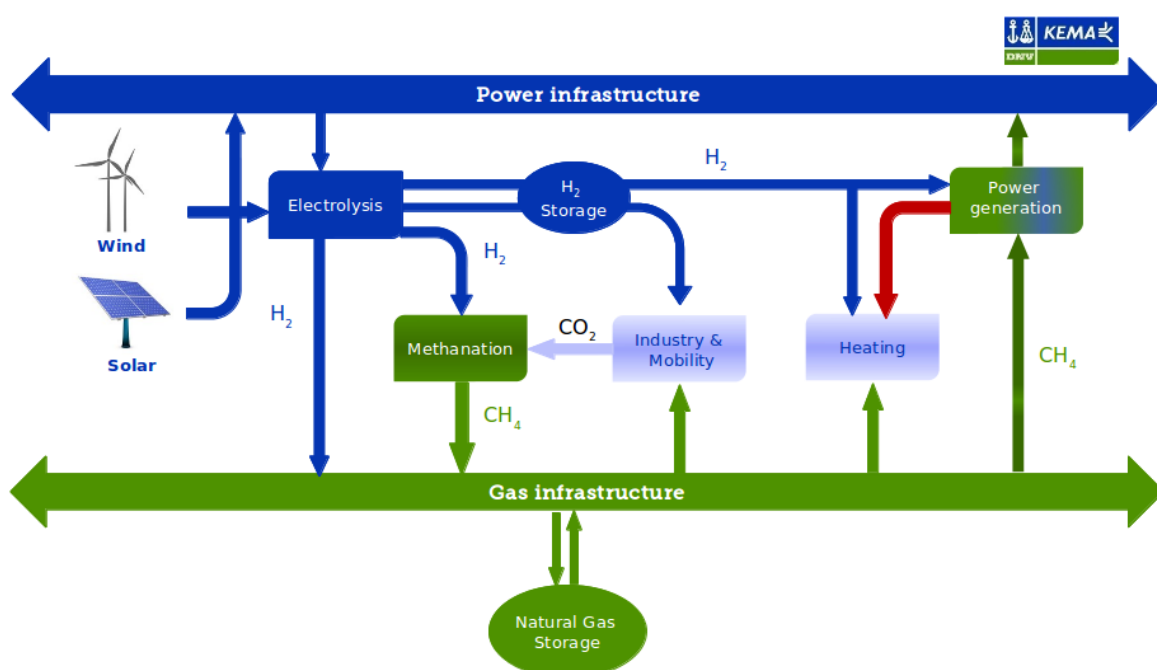 KEMA
DNV
Power infrastructure
H₂
Electrolysis
H₂
Storage
Power
generation
Wind
H₂
H₂
Solar
Methanation
CO₂
Industry &
Mobility
Heating
CH₄
CH₄
Gas infrastructure
Natural Gas
Storage